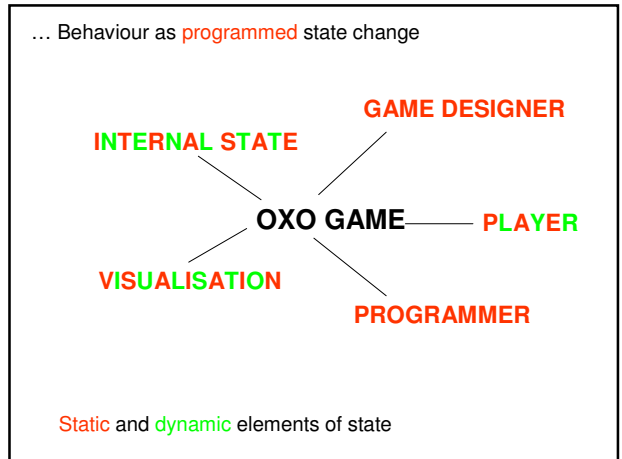 … Behaviour as programmed state change
GAME DESIGNER
INTERNAL STATE
OXO GAME
PLAYER
VISUALISATION
PROGRAMMER
Static and dynamic elements of state